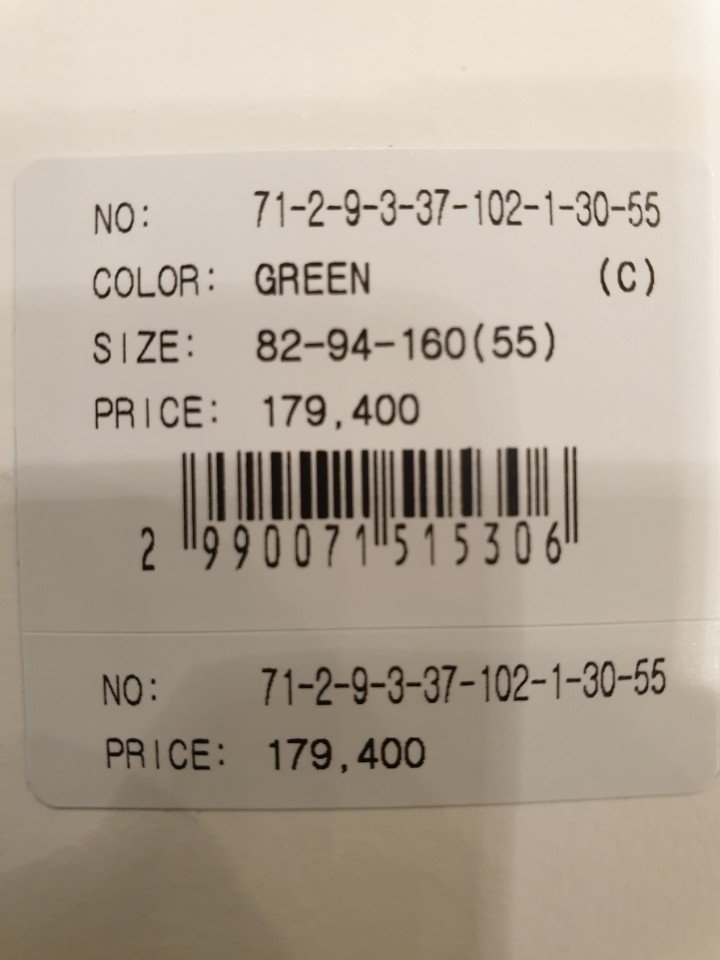 NO: 71-2-9-3-37-102-1-30-55
COLOR: GREEN (C)
SIZE: 82-94-160(55)
PRICE: 179,400
2 990071 515306
NO: 71-2-9-3-37-102-1-30-55
PRICE: 179,400